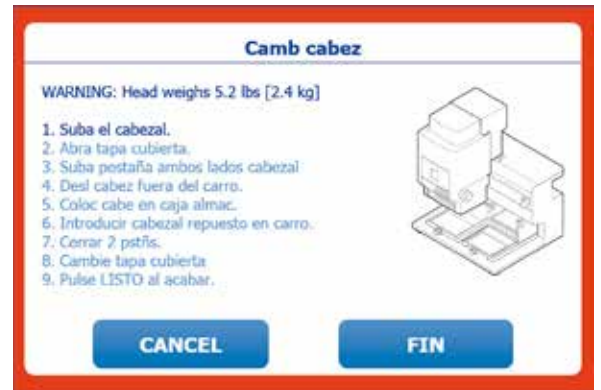 Camb cabez
WARNING: Head weighs 5.2 lbs [2.4 kg]
1. Suba el cabezal.
2. Abra tapa cubierta.
3. Suba pestaña ambos lados cabezal
4. Desl cabez fuera del carro.
5. Coloc cabe en caja almac.
6. Introducir cabezal repuesto en carro.
7. Cerrar 2 pstñs.
8. Cambie tapa cubierta
9. Pulse LISTO al acabar.
CANCEL
FIN